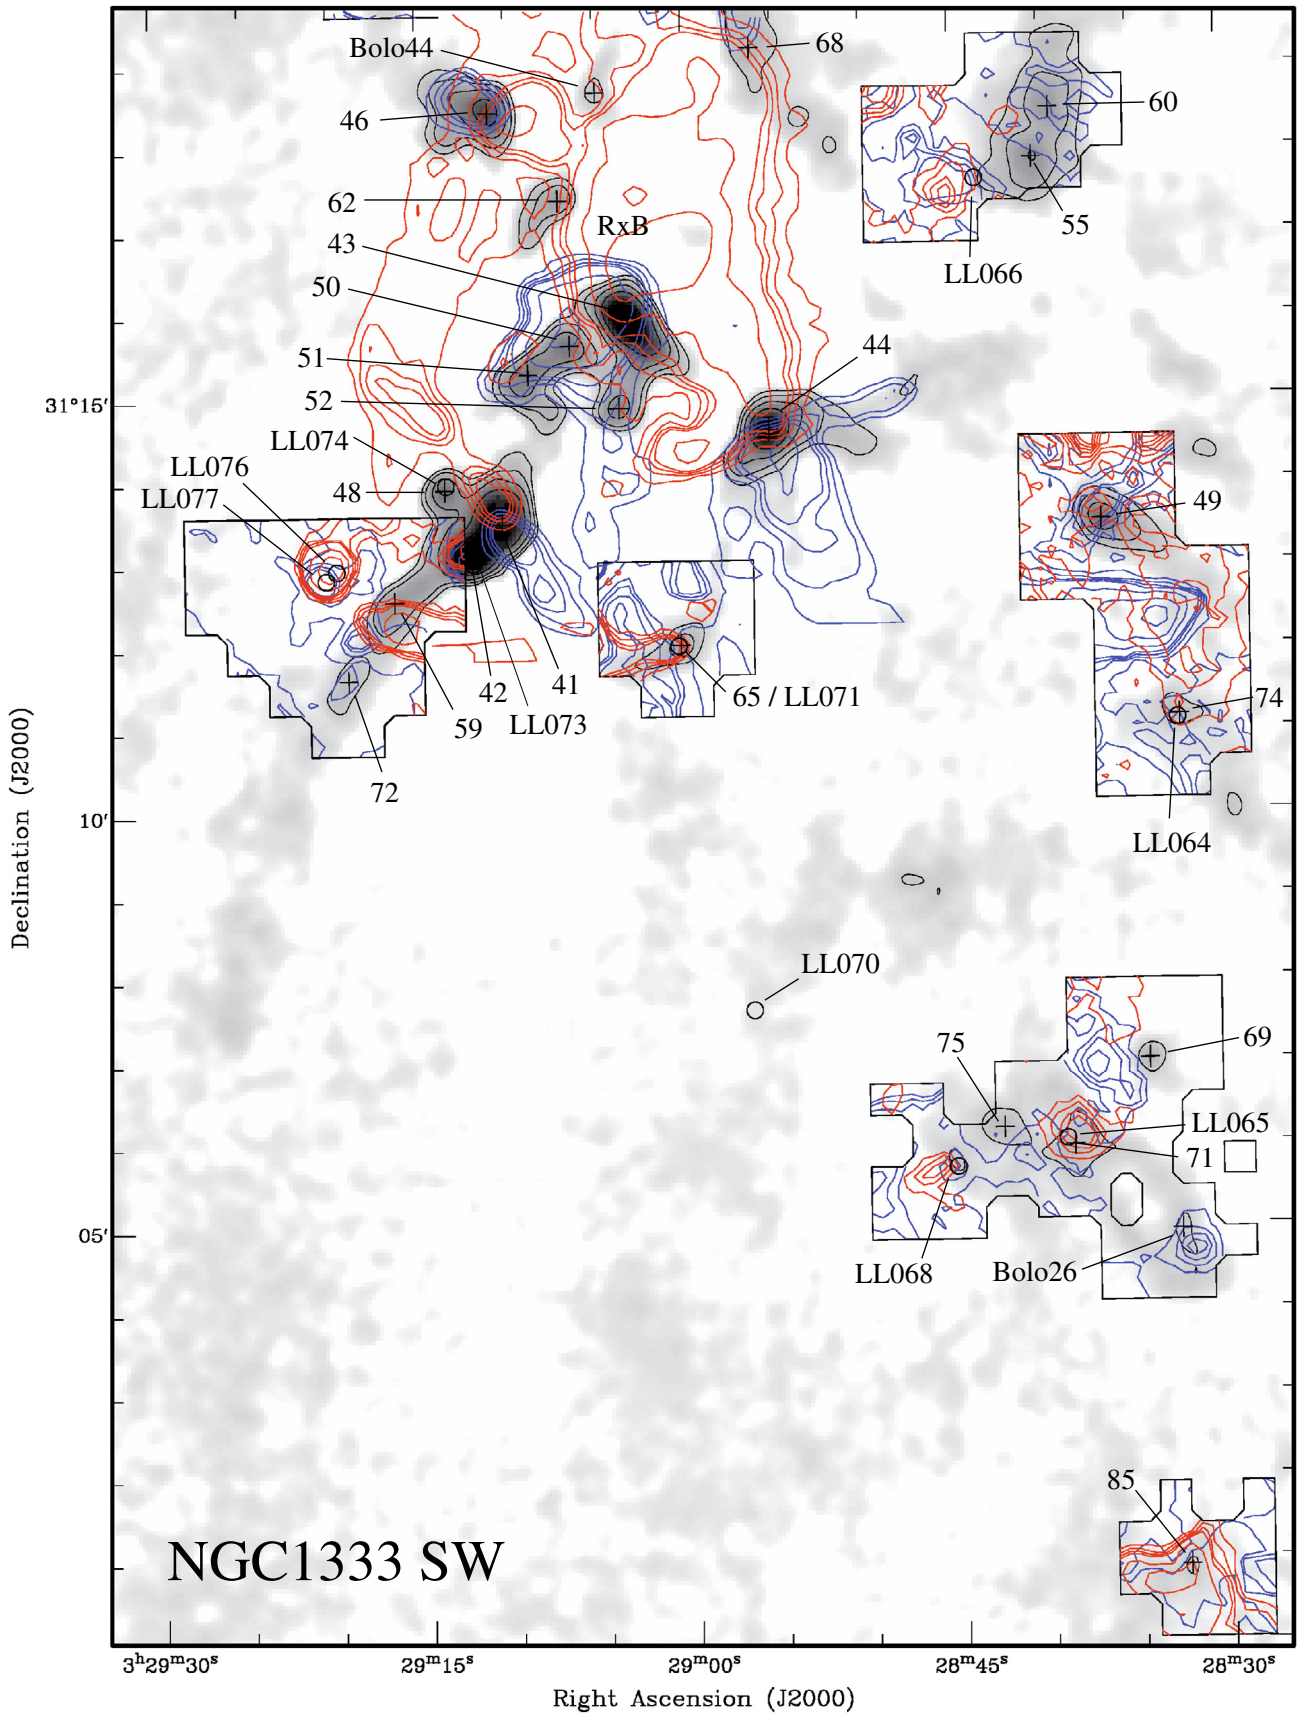 Bolo44
68
46
60
62
RxB
55
43
LL066
50
51
44
52
31°15′
LL074
LL076
48
LL077
49
42
41
65 / LL071
74
59
LL073
72
10′
LL064
Declination (J2000)
LL070
75
69
LL065
71
05′
LL068
Bolo26
85
NGC1333 SW
3ʰ29ᵐ30ˢ
29ᵐ15ˢ
29ᵐ00ˢ
28ᵐ45ˢ
28ᵐ30ˢ
Right Ascension (J2000)